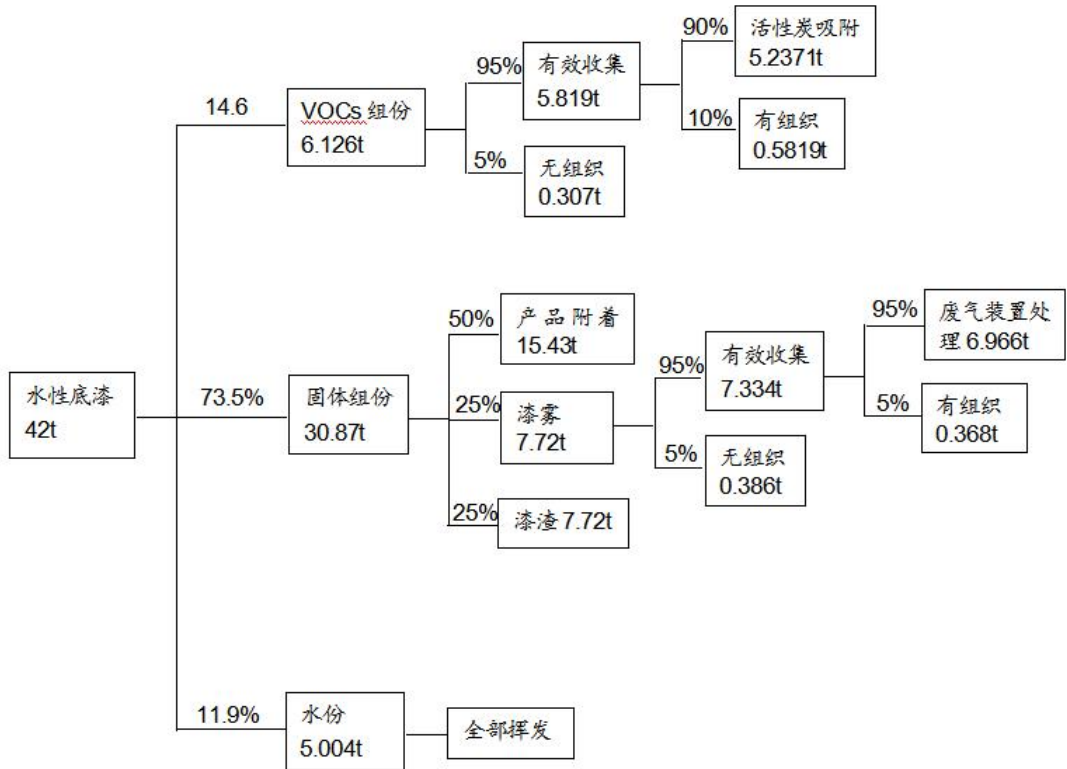 90%
活性炭吸附
5.2371t
95%
有效收集
5.819t
14.6
VOCs 组份
6.126t
10%
有组织
0.5819t
5%
无组织
0.307t
50%
产品附着
15.43t
95%
废气装置处
理 6.966t
95%
有效收集
7.334t
水性底漆
42t
73.5%
固体组份
30.87t
25%
漆雾
7.72t
5%
有组织
0.368t
5%
无组织
0.386t
25%
漆渣 7.72t
11.9%
水份
5.004t
全部挥发